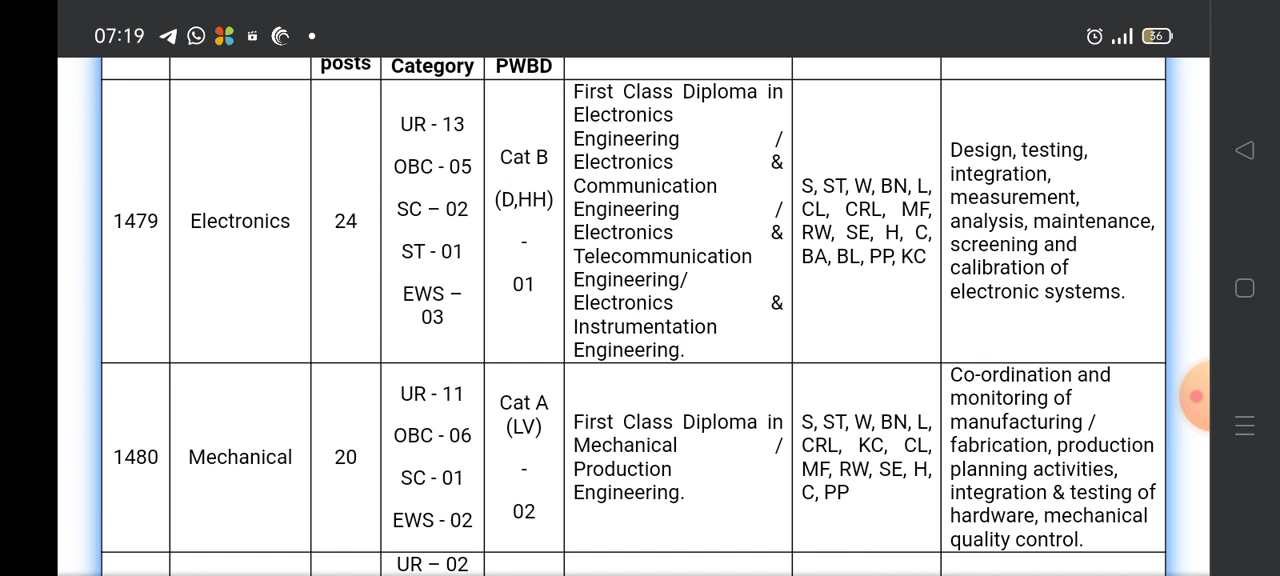 07:19
36
posts
Category
PWBD
1479
Electronics
24
UR - 13
OBC - 05
SC – 02
ST - 01
EWS –
03
Cat B
(D,HH)
-
01
First Class Diploma in
Electronics
Engineering /
Electronics &
Communication
Engineering /
Electronics &
Telecommunication
Engineering/
Electronics &
Instrumentation
Engineering.
S, ST, W, BN, L,
CL, CRL, MF,
RW, SE, H, C,
BA, BL, PP, KC
Design, testing,
integration,
measurement,
analysis, maintenance,
screening and
calibration of
electronic systems.
1480
Mechanical
20
UR - 11
OBC - 06
SC - 01
EWS - 02
Cat A
(LV)
-
02
First Class Diploma in
Mechanical /
Production
Engineering.
S, ST, W, BN, L,
CRL, KC, CL,
MF, RW, SE, H,
C, PP
Co-ordination and
monitoring of
manufacturing /
fabrication, production
planning activities,
integration & testing of
hardware, mechanical
quality control.
UR – 02